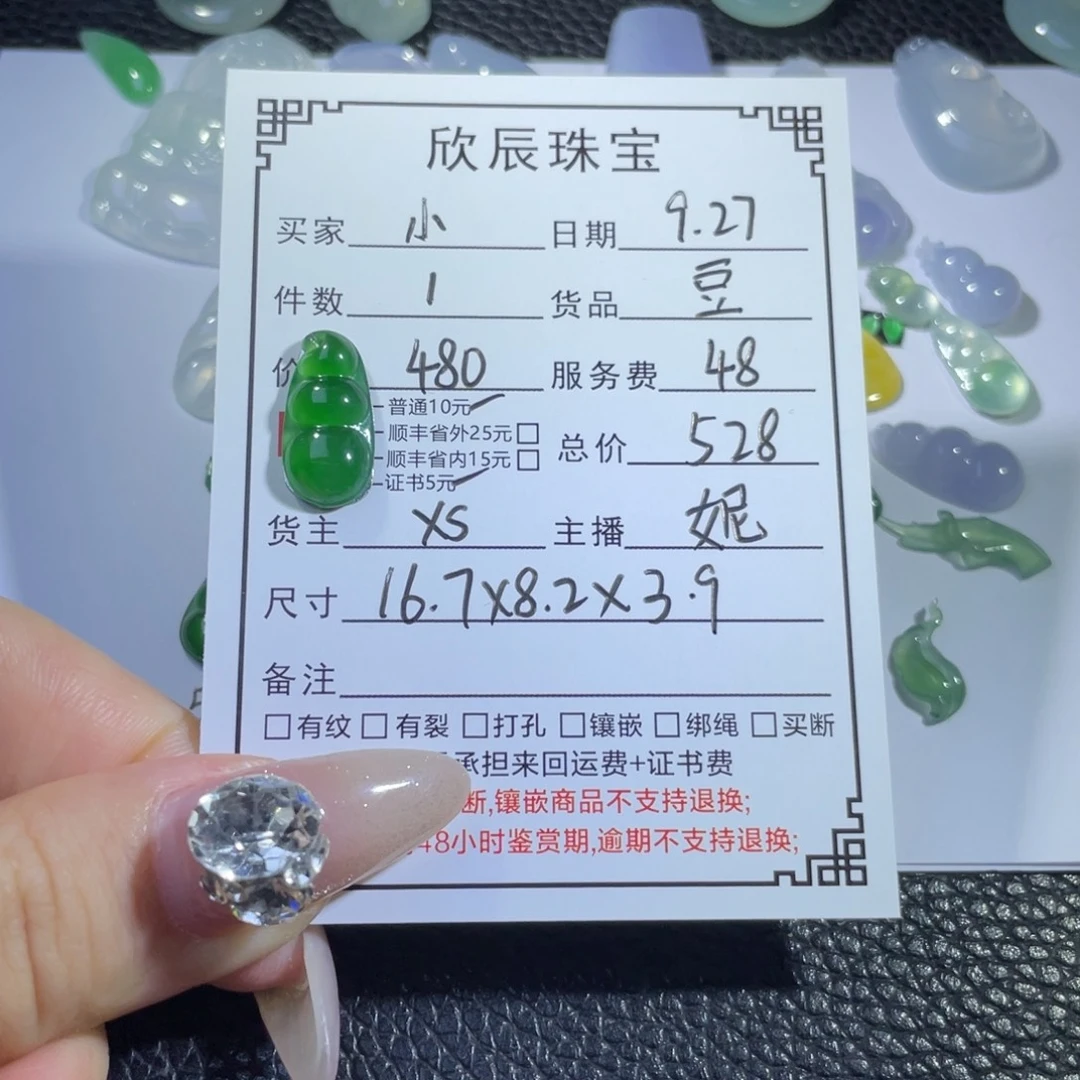 欣辰珠宝
买家 小 日期 9.27
件数 1 货品 豆
价 480 服务费 48
普通10元✓
顺丰省外25元□
顺丰省内15元□
总价 528
证书5元✓
货主 XS 主播 妮
尺寸 16.7X8.2X3.9
备注
□有纹□有裂□打孔□镶嵌□绑绳□买断
承担来回运费+证书费
断,镶嵌商品不支持退换;
48小时鉴赏期,逾期不支持退换;